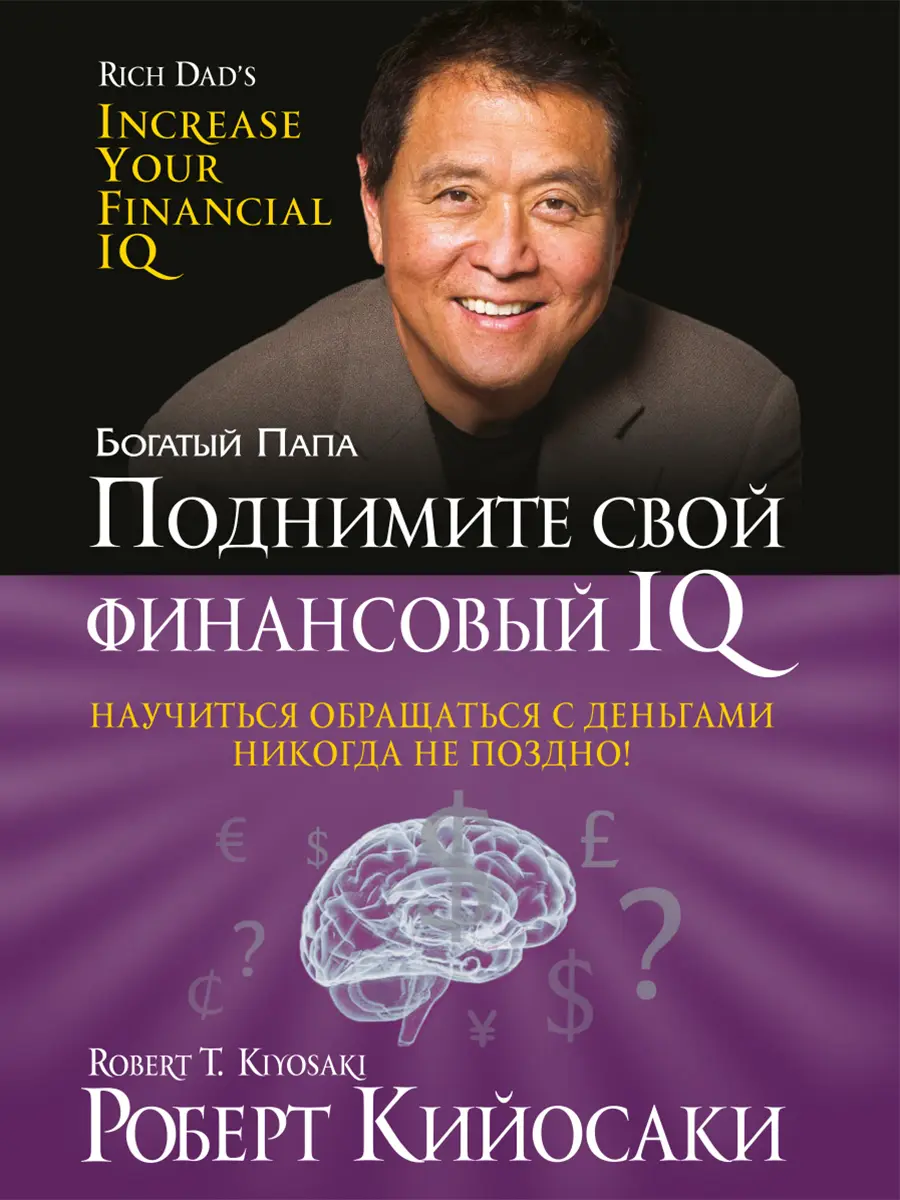 Rich Dad's
Increase
Your
Financial
IQ
Богатый Папа
Поднимите свой
финансовый IQ
НАУЧИТЬСЯ ОБРАЩАТЬСЯ С ДЕНЬГАМИ
НИКОГДА НЕ ПОЗДНО!
€ $ $ £
? ?
¢ $ ¥
Robert T. Kiyosaki
Роберт Кийосаки